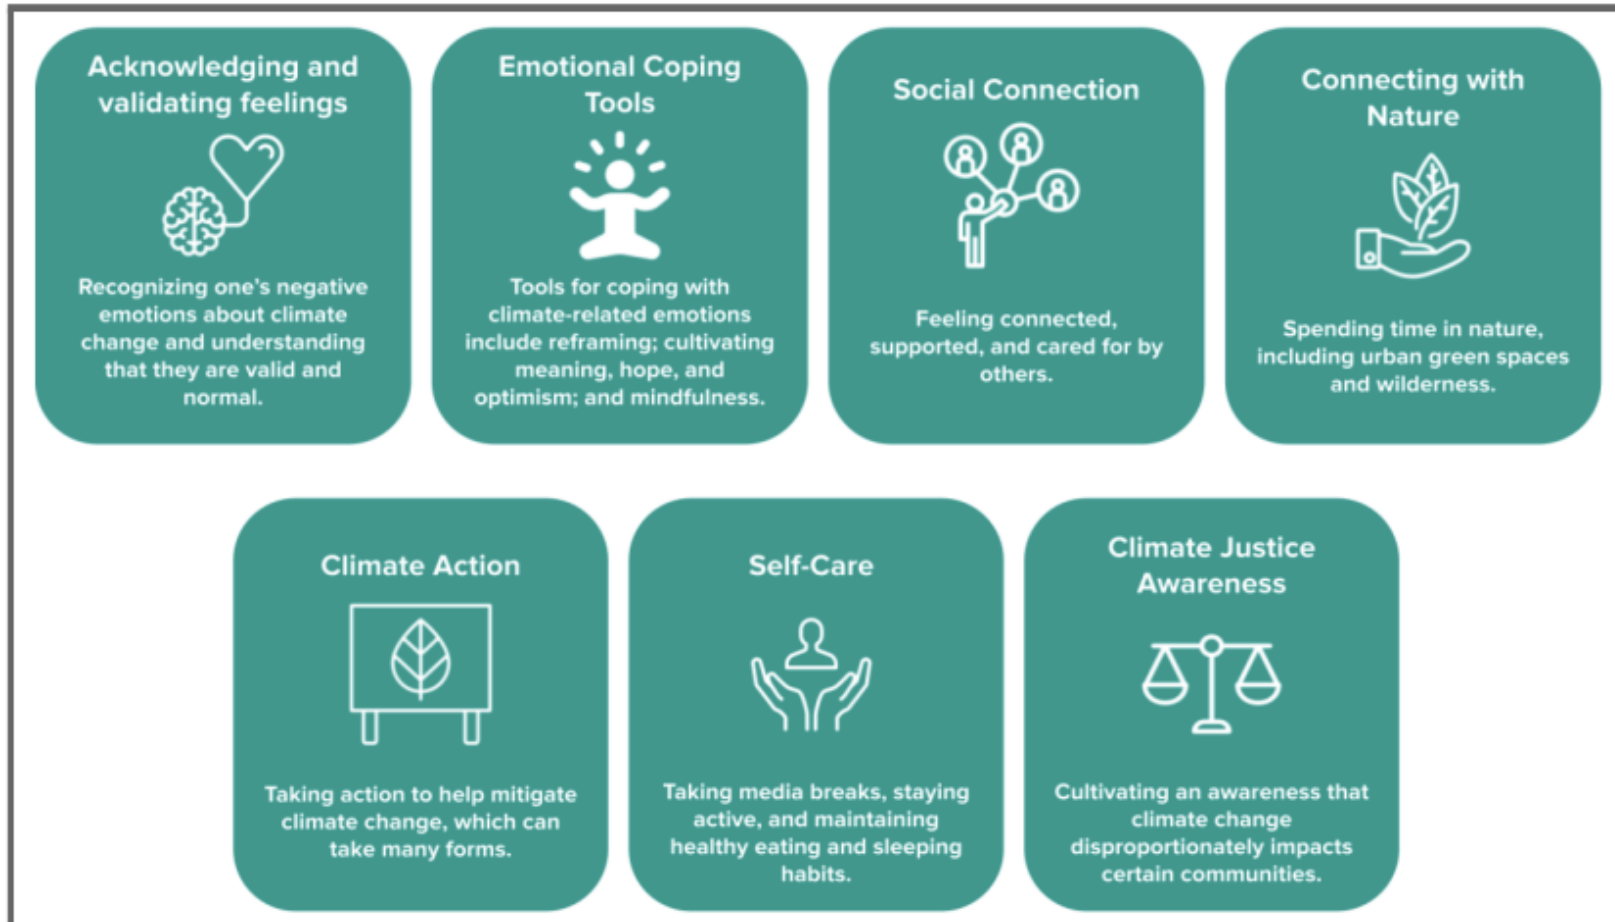 Acknowledging and
validating feelings
Recognizing one's negative
emotions about climate
change and understanding
that they are valid and
normal.
Emotional Coping
Tools
Tools for coping with
climate-related emotions
include reframing; cultivating
meaning, hope, and
optimism; and mindfulness.
Social Connection
Feeling connected,
supported, and cared for by
others.
Connecting with
Nature
Spending time in nature,
including urban green spaces
and wilderness.
Climate Action
Taking action to help mitigate
climate change, which can
take many forms.
Self-Care
Taking media breaks, staying
active, and maintaining
healthy eating and sleeping
habits.
Climate Justice
Awareness
Cultivating an awareness that
climate change
disproportionately impacts
certain communities.